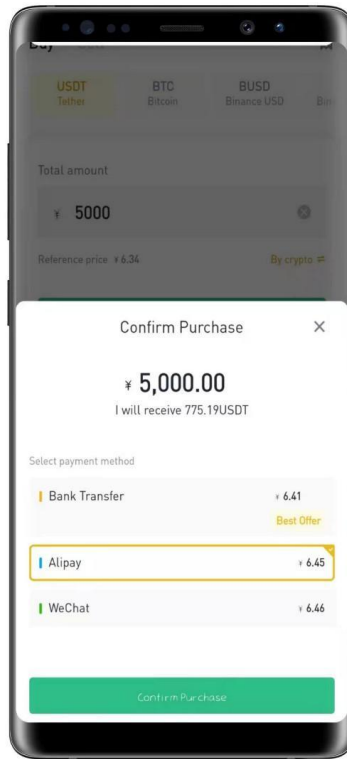 Buy
USDT BTC BUSD
Tether Bitcoin Binance USD
Total amount
¥ 5000
Reference price ¥ 6.34 By crypto
Confirm Purchase
¥ 5,000.00
I will receive 775.19USDT
Select payment method
Bank Transfer ¥ 6.41
Best Offer
Alipay ¥ 6.45
WeChat ¥ 6.46
Confirm Purchase